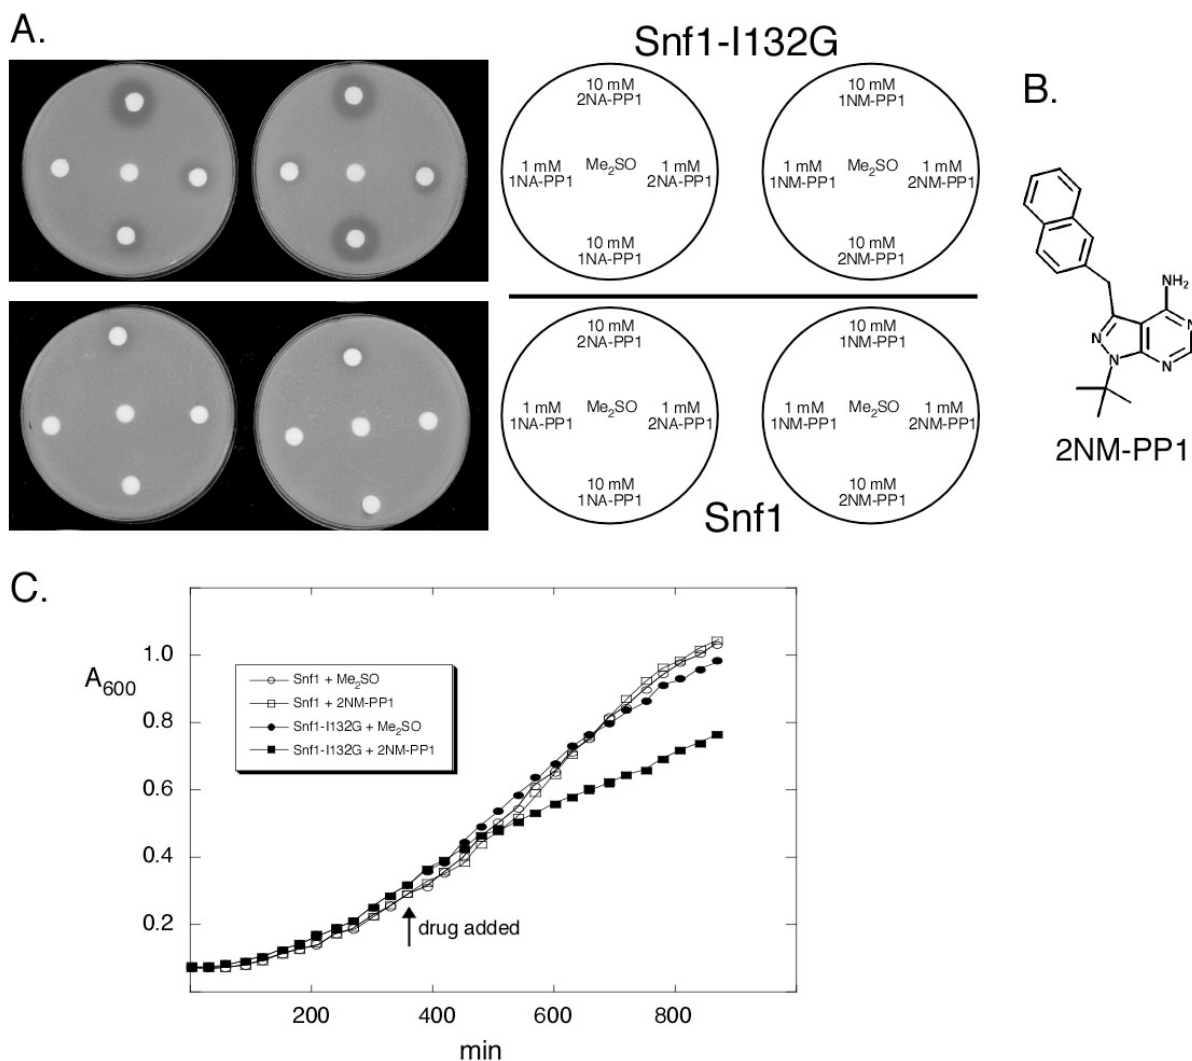 A.
Snf1-I132G
10 mM
2NA-PP1
1 mM
1NA-PP1
Me₂SO
1 mM
2NA-PP1
10 mM
1NA-PP1
10 mM
1NM-PP1
1 mM
1NM-PP1
Me₂SO
1 mM
2NM-PP1
10 mM
2NM-PP1
10 mM
2NA-PP1
1 mM
1NA-PP1
Me₂SO
1 mM
2NA-PP1
10 mM
1NA-PP1
10 mM
1NM-PP1
1 mM
1NM-PP1
Me₂SO
1 mM
2NM-PP1
10 mM
2NM-PP1
Snf1
B.
NH₂
N
N
N
N
2NM-PP1
C.
A₆₀₀
1.0
0.8
0.6
0.4
0.2
Snf1 + Me₂SO
Snf1 + 2NM-PP1
Snf1-I132G + Me₂SO
Snf1-I132G + 2NM-PP1
drug added
200
400
600
800
min